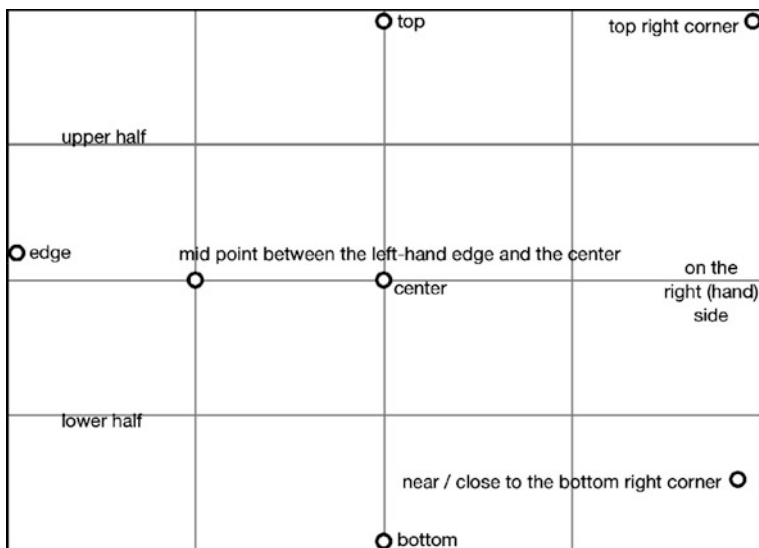 top
top right corner
upper half
edge
mid point between the left-hand edge and the center
center
on the
right (hand)
side
lower half
near / close to the bottom right corner
bottom